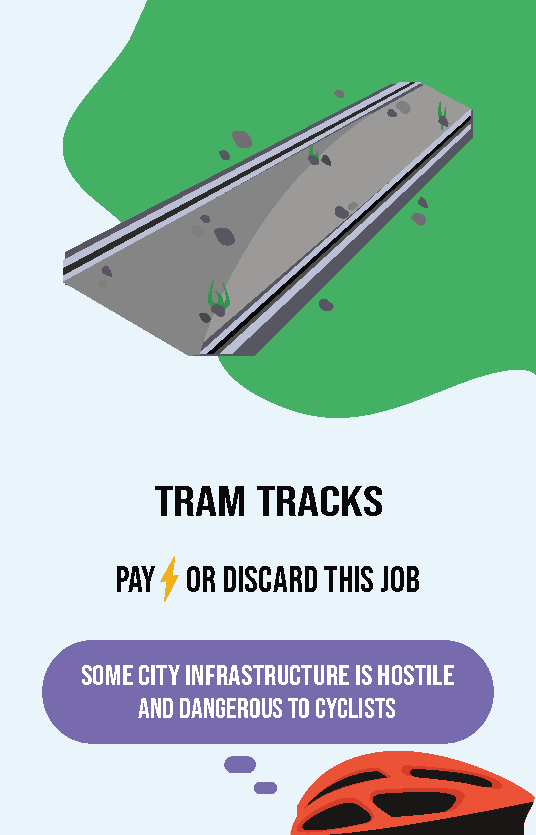 TRAM TRACKS
PAY OR DISCARD THIS JOB
SOME CITY INFRASTRUCTURE IS HOSTILE
AND DANGEROUS TO CYCLISTS